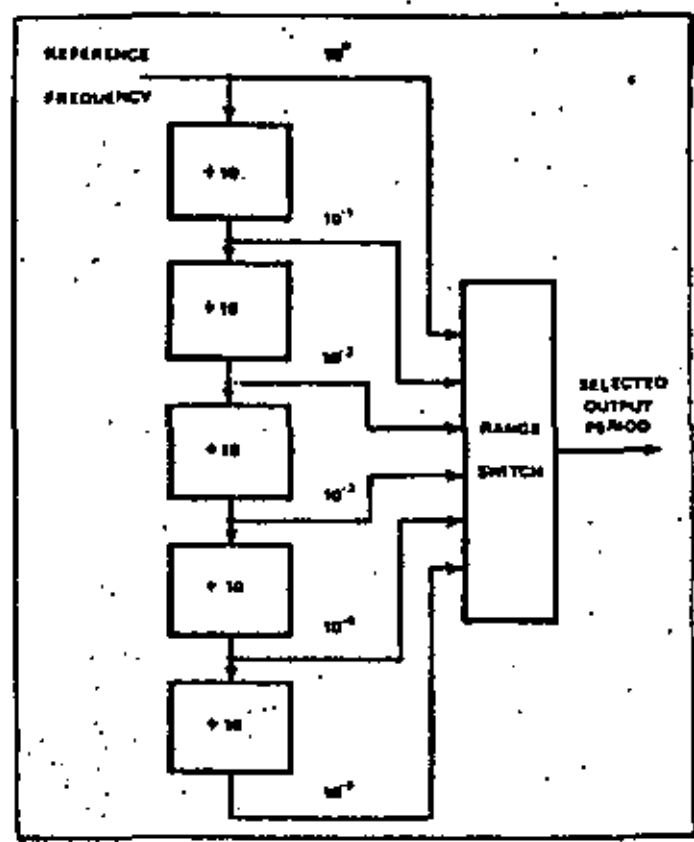 REFERENCE
FREQUENCY
10⁰
÷ 10
10⁻¹
÷ 10
10⁻²
÷ 10
10⁻³
÷ 10
10⁻⁴
÷ 10
10⁻⁵
RANGE
SWITCH
SELECTED
OUTPUT
PERIOD